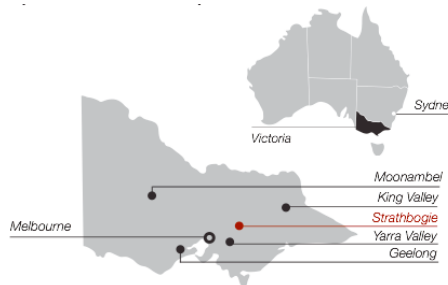 Sydne
Victoria
Moonambel
King Valley
Strathbogie
Melbourne
Yarra Valley
Geelong